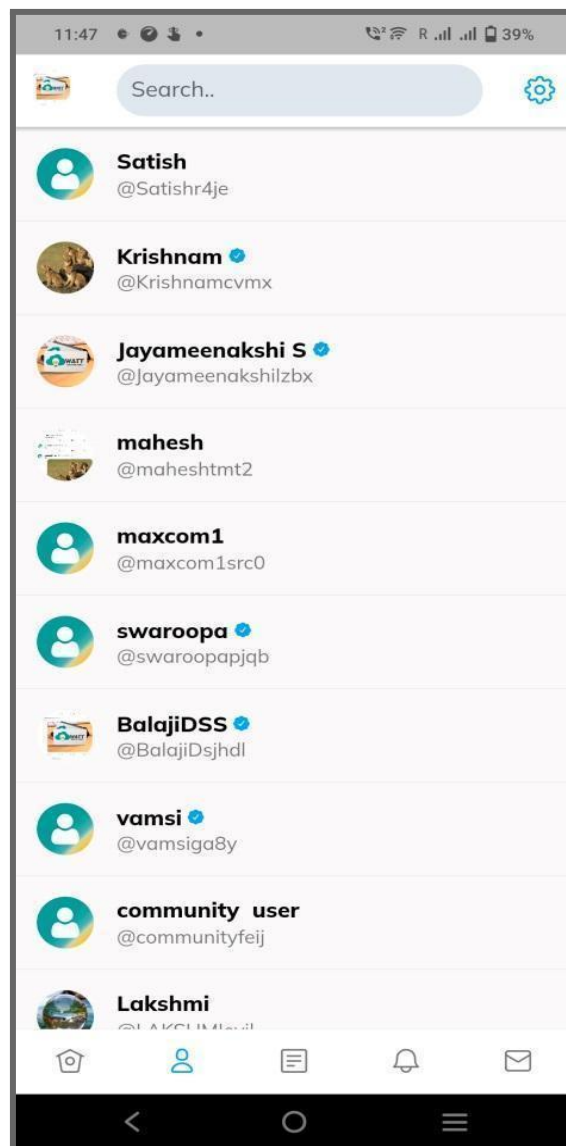 11:47 R 39%
Search..
Satish
@Satishr4je
Krishnam
@Krishnamcvmx
Jayameenakshi S
@Jayameenakshilzbx
WATT
mahesh
@maheshtmt2
maxcom1
@maxcom1src0
swaroopa
@swaroopapjqb
BalajiDSS
@BalajiDsjhdl
vamsi
@vamsiga8y
community user
@communityfeij
Lakshmi